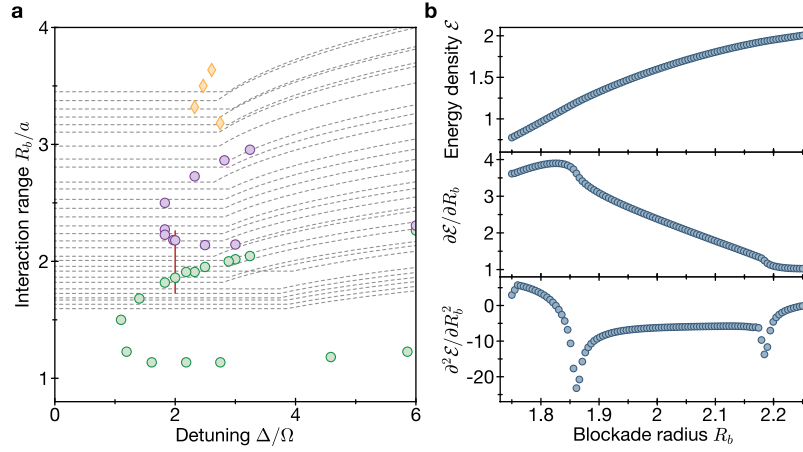 a
4
3
2
1
Interaction range R_b/a
0
2
4
6
Detuning Δ/Ω
b
2
1.5
1
Energy density ℰ
4
3
2
1
∂ℰ/∂R_b
0
-10
-20
∂²ℰ/∂R_b²
1.8
1.9
2
2.1
2.2
Blockade radius R_b